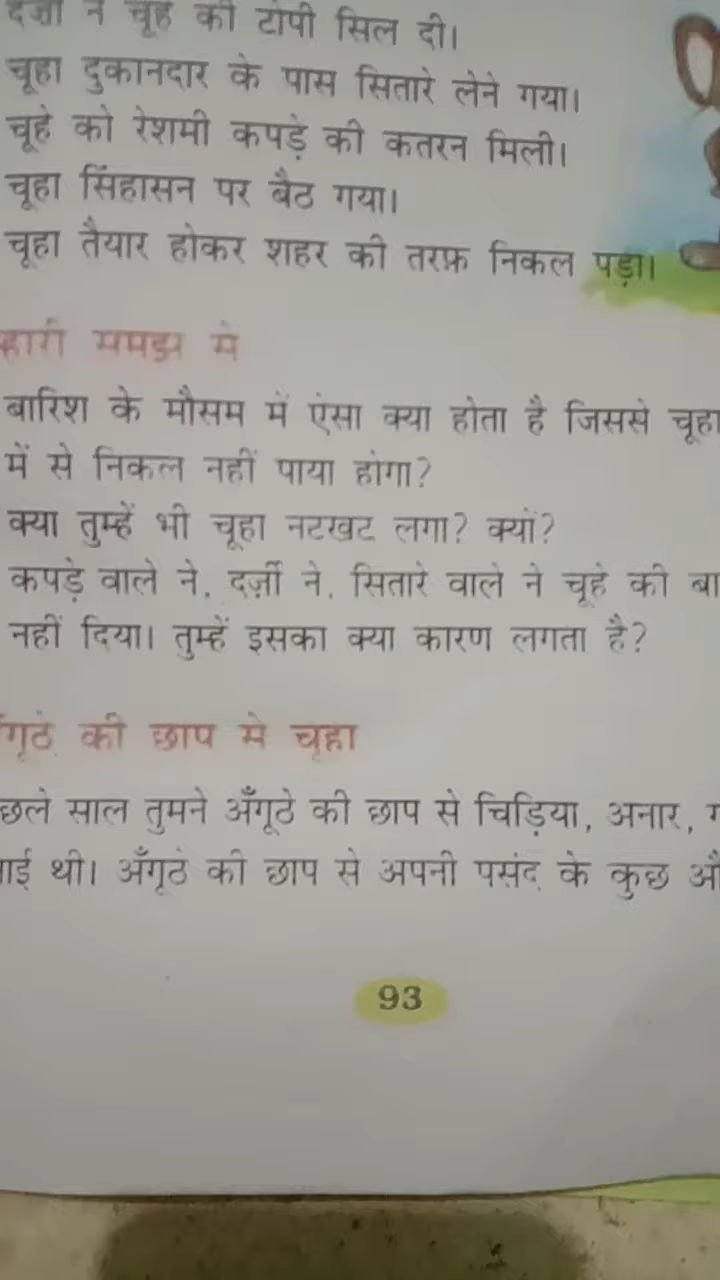 दर्ज़ी ने चूहे की टोपी सिल दी।
चूहा दुकानदार के पास सितारे लेने गया।
चूहे को रेशमी कपड़े की कतरन मिली।
चूहा सिंहासन पर बैठ गया।
चूहा तैयार होकर शहर की तरफ़ निकल पड़ा।
हारी समझ से
बारिश के मौसम में ऐसा क्या होता है जिससे चूहा
में से निकल नहीं पाया होगा?
क्या तुम्हें भी चूहा नटखट लगा? क्यों?
कपड़े वाले ने, दर्ज़ी ने, सितारे वाले ने चूहे की बा
नहीं दिया। तुम्हें इसका क्या कारण लगता है?
ँगूठे की छाप से चूहा
छले साल तुमने अँगूठे की छाप से चिड़िया, अनार,
ाई थी। अँगूठे की छाप से अपनी पसंद के कुछ औ
93